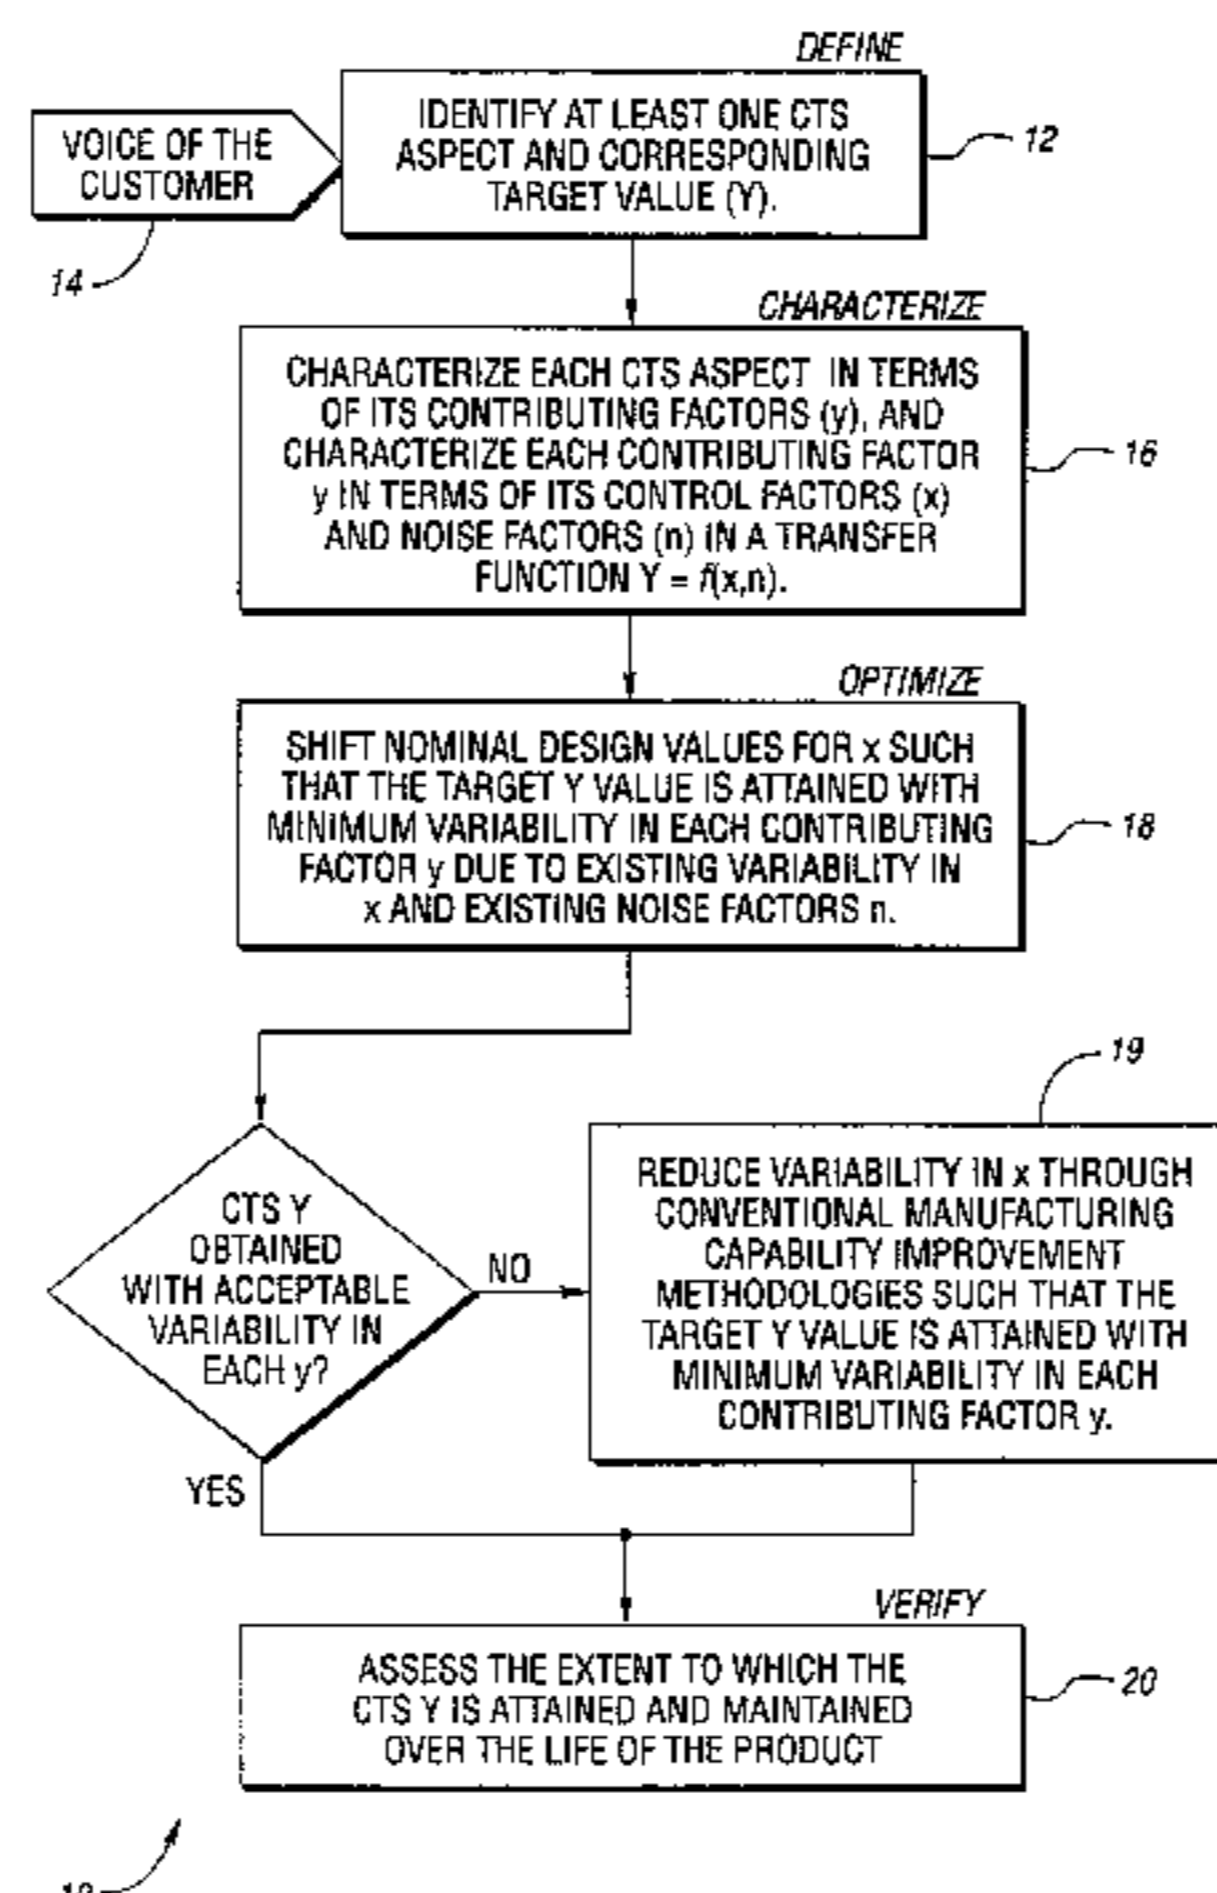 DEFINE
IDENTIFY AT LEAST ONE CTS
ASPECT AND CORRESPONDING
TARGET VALUE (Y).
12
VOICE OF THE
CUSTOMER
14
CHARACTERIZE
CHARACTERIZE EACH CTS ASPECT IN TERMS
OF ITS CONTRIBUTING FACTORS (y), AND
CHARACTERIZE EACH CONTRIBUTING FACTOR
y IN TERMS OF ITS CONTROL FACTORS (x)
AND NOISE FACTORS (n) IN A TRANSFER
FUNCTION Y = f(x,n).
16
OPTIMIZE
SHIFT NOMINAL DESIGN VALUES FOR x SUCH
THAT THE TARGET Y VALUE IS ATTAINED WITH
MINIMUM VARIABILITY IN EACH CONTRIBUTING
FACTOR y DUE TO EXISTING VARIABILITY IN
x AND EXISTING NOISE FACTORS n.
18
CTS Y
OBTAINED
WITH ACCEPTABLE
VARIABILITY IN
EACH y?
NO
YES
19
REDUCE VARIABILITY IN x THROUGH
CONVENTIONAL MANUFACTURING
CAPABILITY IMPROVEMENT
METHODOLOGIES SUCH THAT THE
TARGET Y VALUE IS ATTAINED WITH
MINIMUM VARIABILITY IN EACH
CONTRIBUTING FACTOR y.
VERIFY
ASSESS THE EXTENT TO WHICH THE
CTS Y IS ATTAINED AND MAINTAINED
OVER THE LIFE OF THE PRODUCT
20